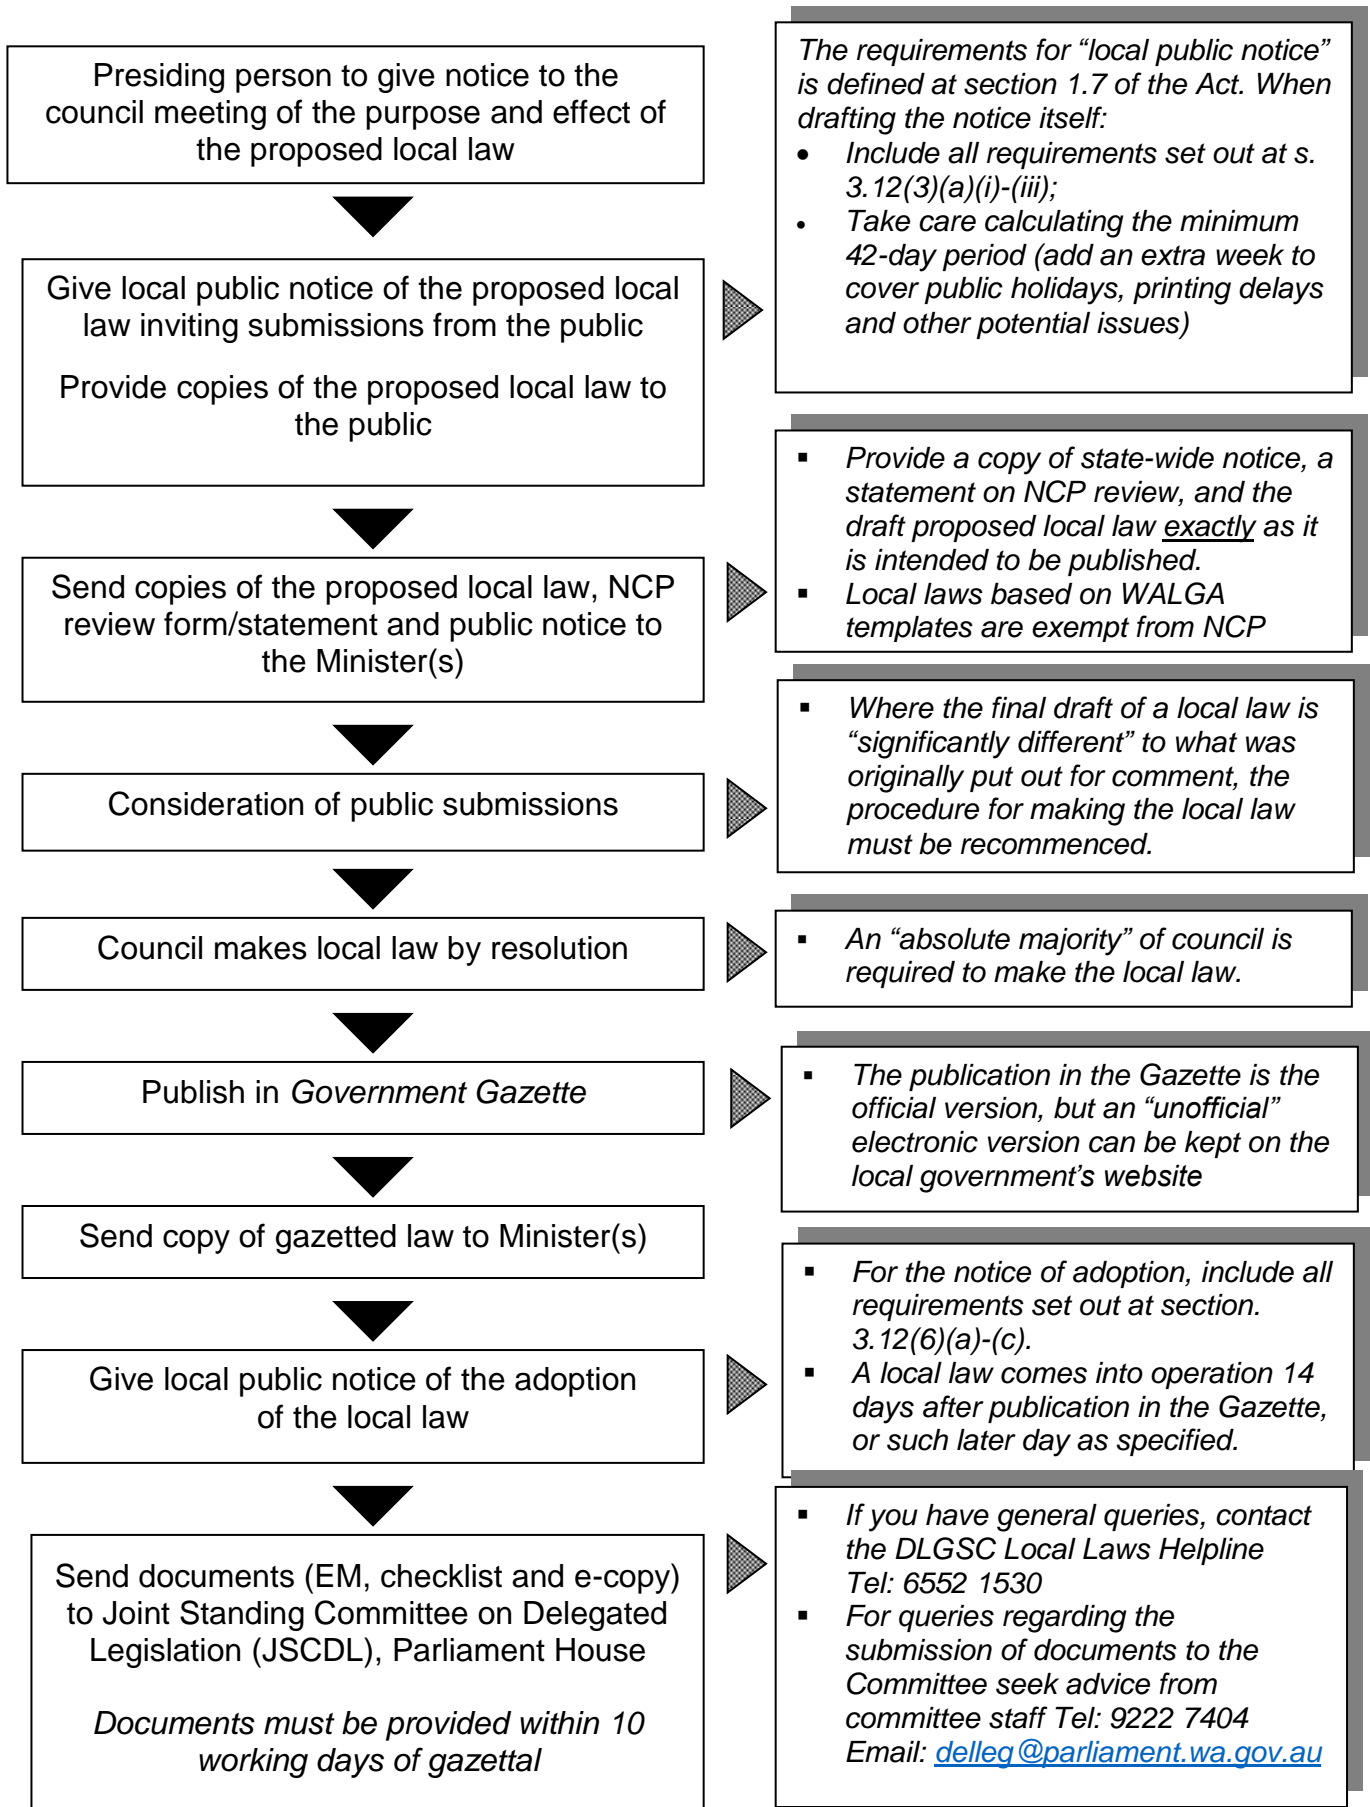 Presiding person to give notice to the
council meeting of the purpose and effect of
the proposed local law
The requirements for “local public notice”
is defined at section 1.7 of the Act. When
drafting the notice itself:
• Include all requirements set out at s.
3.12(3)(a)(i)-(iii);
• Take care calculating the minimum
42-day period (add an extra week to
cover public holidays, printing delays
and other potential issues)
Give local public notice of the proposed local
law inviting submissions from the public
Provide copies of the proposed local law to
the public
▪ Provide a copy of state-wide notice, a
statement on NCP review, and the
draft proposed local law exactly as it
is intended to be published.
▪ Local laws based on WALGA
templates are exempt from NCP
Send copies of the proposed local law, NCP
review form/statement and public notice to
the Minister(s)
▪ Where the final draft of a local law is
“significantly different” to what was
originally put out for comment, the
procedure for making the local law
must be recommenced.
Consideration of public submissions
Council makes local law by resolution
▪ An “absolute majority” of council is
required to make the local law.
Publish in Government Gazette
▪ The publication in the Gazette is the
official version, but an “unofficial”
electronic version can be kept on the
local government’s website
Send copy of gazetted law to Minister(s)
▪ For the notice of adoption, include all
requirements set out at section.
3.12(6)(a)-(c).
▪ A local law comes into operation 14
days after publication in the Gazette,
or such later day as specified.
Give local public notice of the adoption
of the local law
Send documents (EM, checklist and e-copy)
to Joint Standing Committee on Delegated
Legislation (JSCDL), Parliament House
Documents must be provided within 10
working days of gazettal
▪ If you have general queries, contact
the DLGSC Local Laws Helpline
Tel: 6552 1530
▪ For queries regarding the
submission of documents to the
Committee seek advice from
committee staff Tel: 9222 7404
Email: delleg@parliament.wa.gov.au